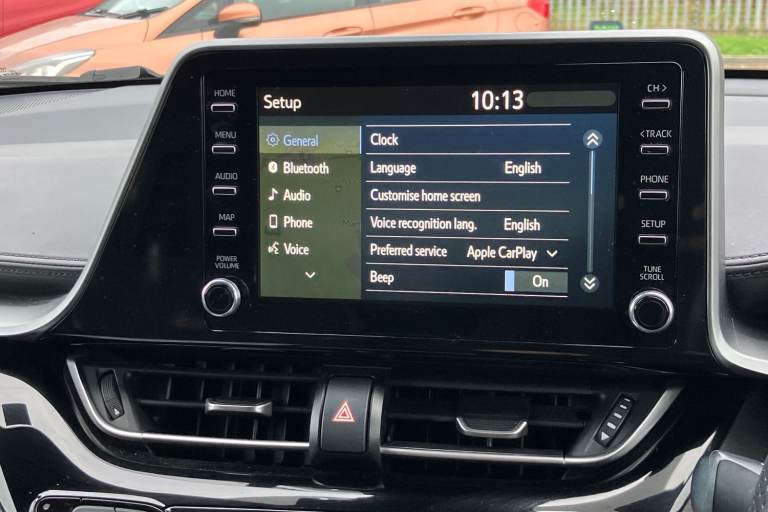 HOME
MENU
AUDIO
MAP
POWER
VOLUME
Setup
10:13
General
Bluetooth
Audio
Phone
Voice
Clock
Language English
Customise home screen
Voice recognition lang. English
Preferred service Apple CarPlay
Beep On
CH >
< TRACK
PHONE
SETUP
TUNE
SCROLL